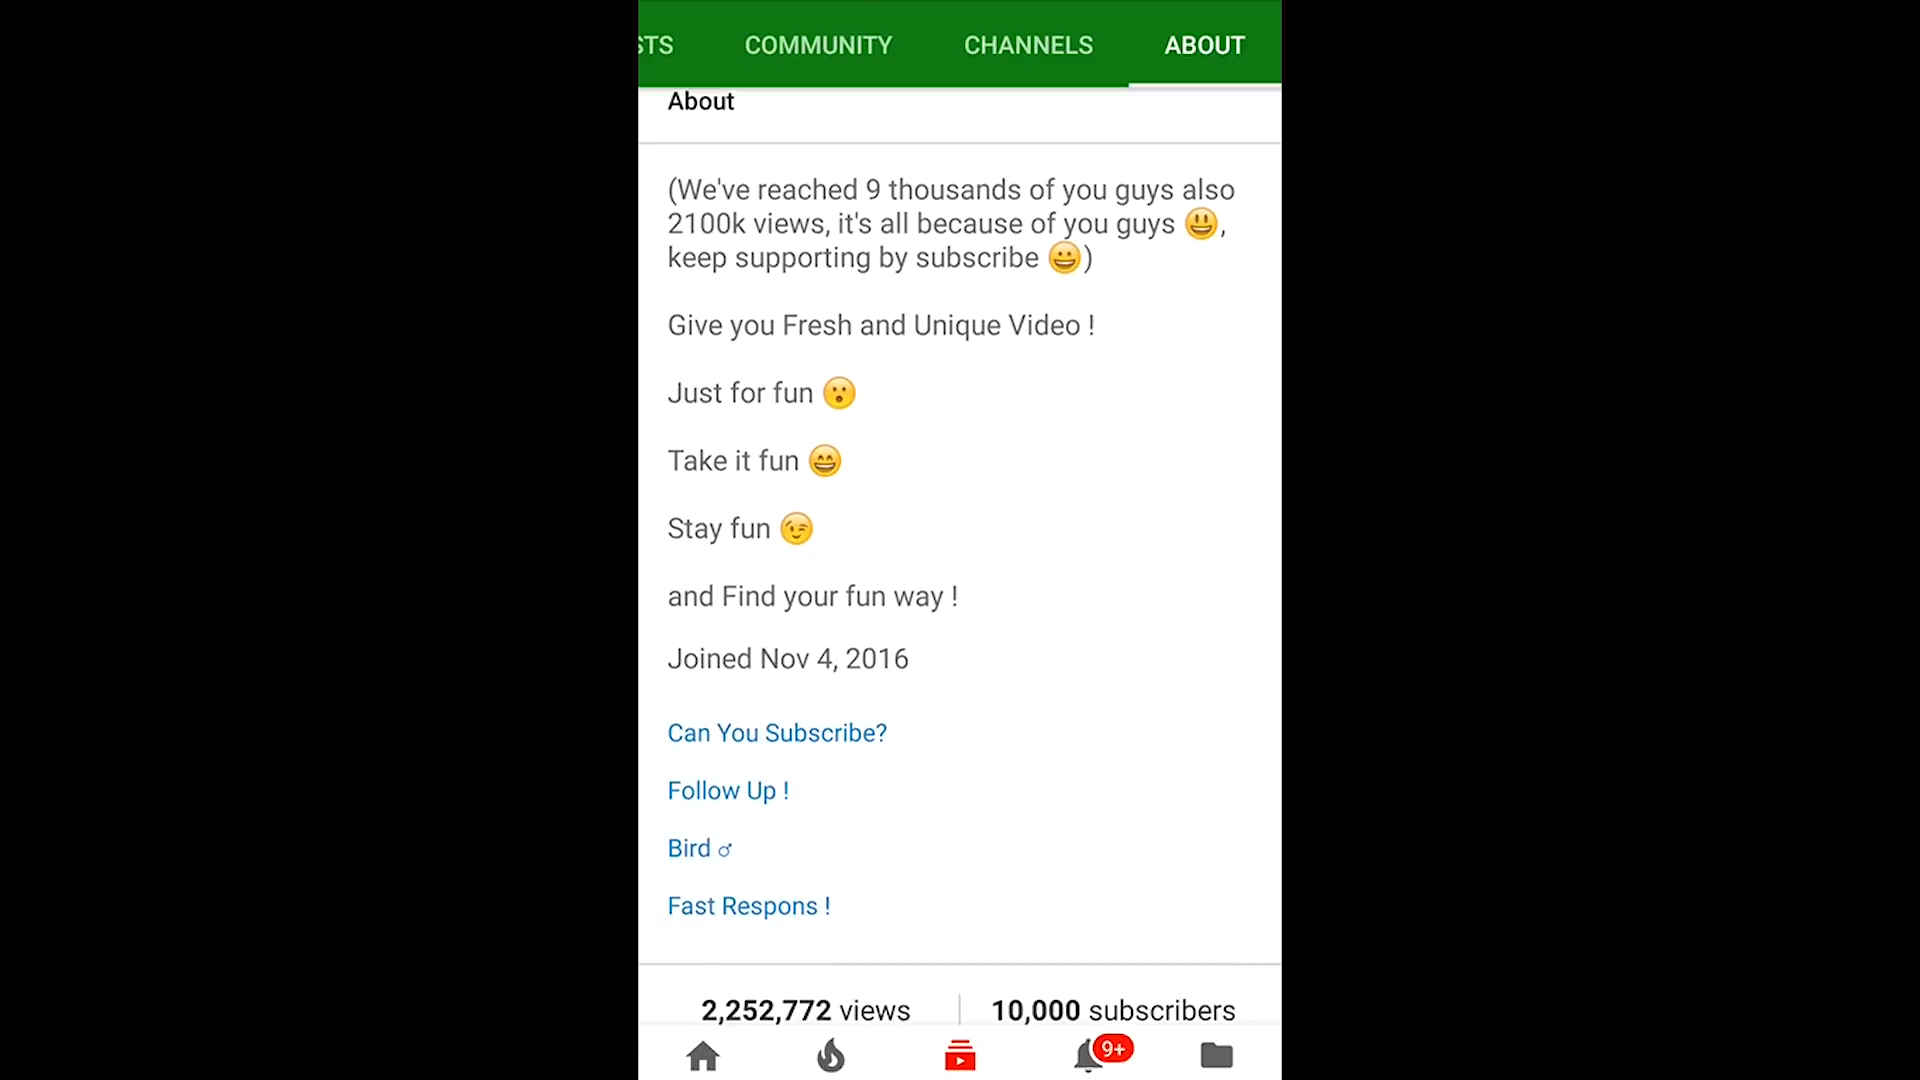 STS COMMUNITY CHANNELS ABOUT
About
(We've reached 9 thousands of you guys also
2100k views, it's all because of you guys 😃,
keep supporting by subscribe 😀)
Give you Fresh and Unique Video !
Just for fun 😮
Take it fun 😄
Stay fun 😉
and Find your fun way !
Joined Nov 4, 2016
Can You Subscribe?
Follow Up !
Bird ♂
Fast Respons !
2,252,772 views 10,000 subscribers
9+